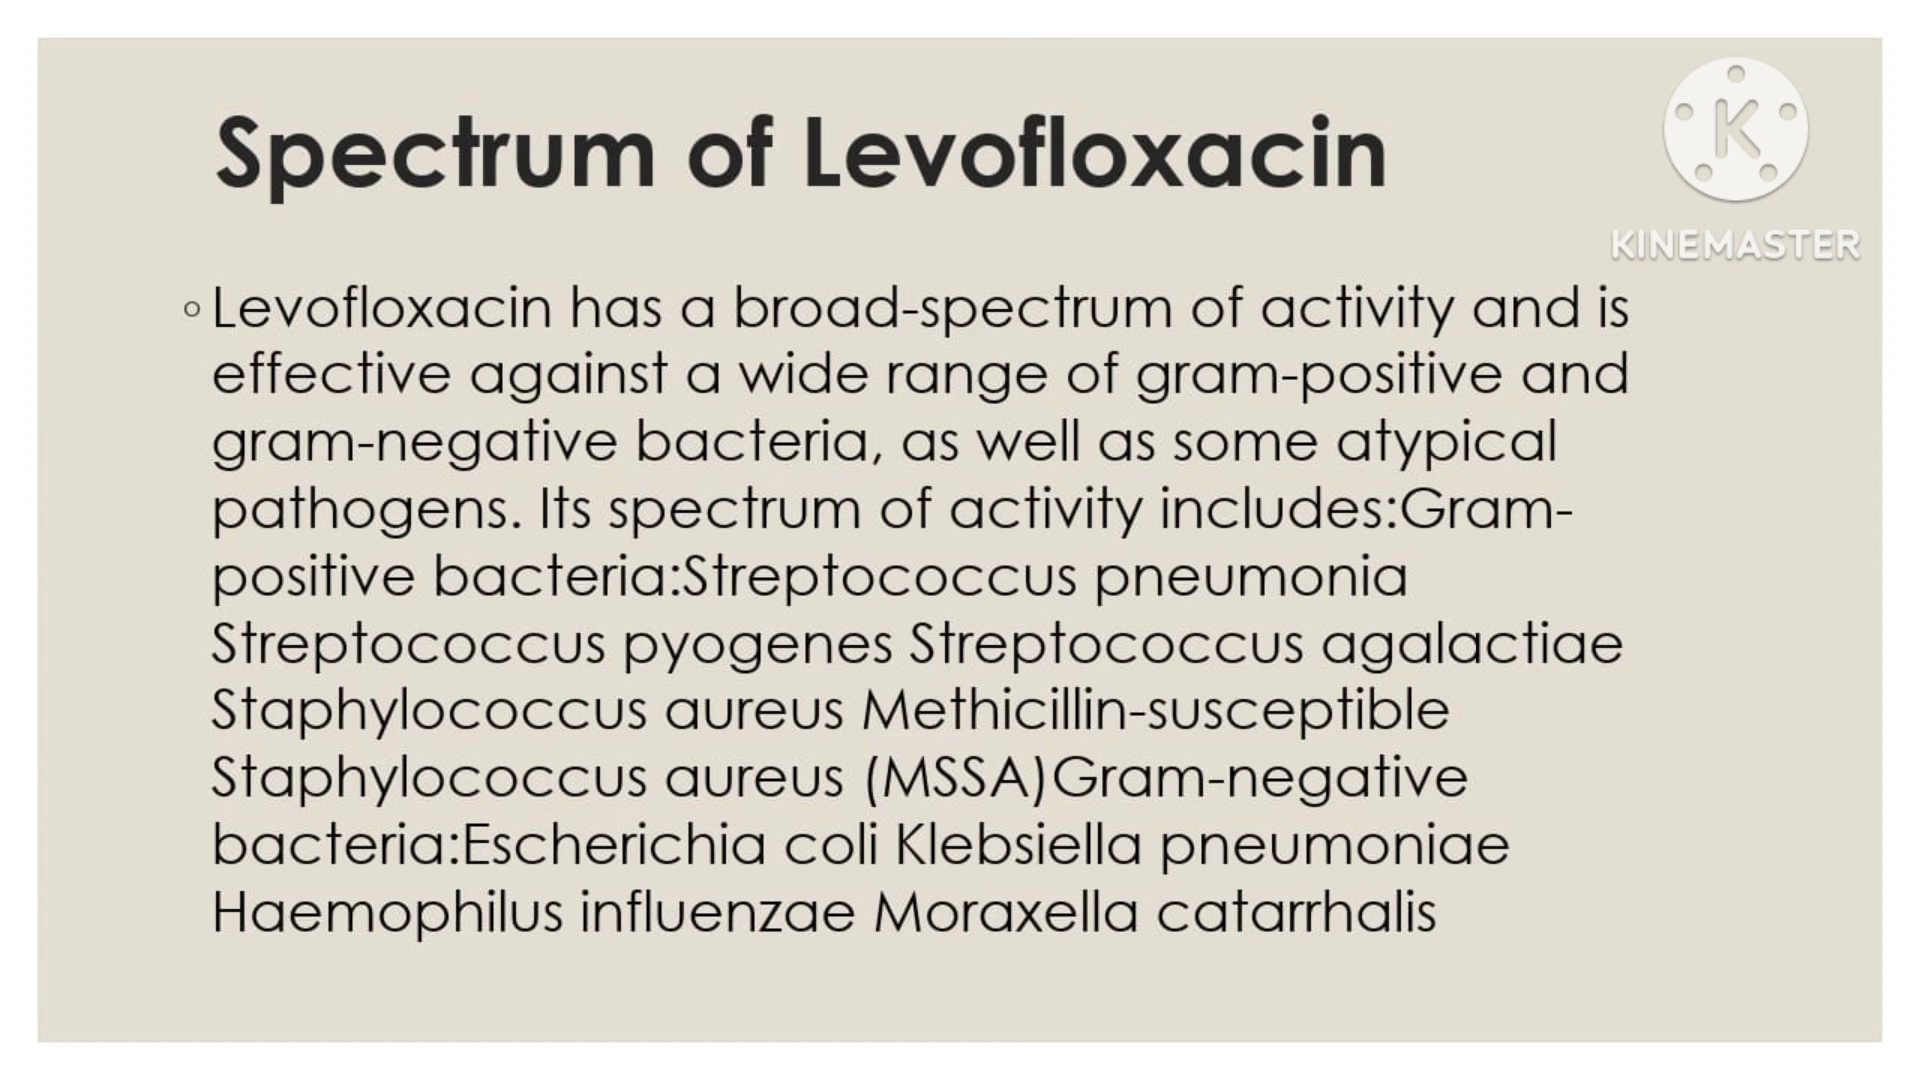 Spectrum of Levofloxacin
K
KINEMASTER
◦ Levofloxacin has a broad-spectrum of activity and is
effective against a wide range of gram-positive and
gram-negative bacteria, as well as some atypical
pathogens. Its spectrum of activity includes:Gram-
positive bacteria:Streptococcus pneumonia
Streptococcus pyogenes Streptococcus agalactiae
Staphylococcus aureus Methicillin-susceptible
Staphylococcus aureus (MSSA)Gram-negative
bacteria:Escherichia coli Klebsiella pneumoniae
Haemophilus influenzae Moraxella catarrhalis